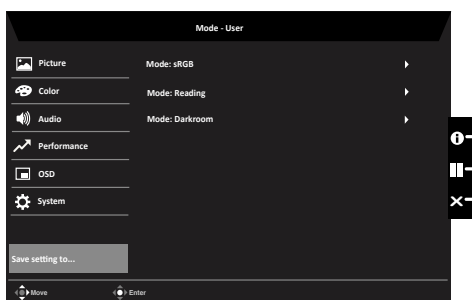 Mode - User
Picture
Color
Audio
Performance
OSD
System
Save setting to...
Mode: sRGB
Mode: Reading
Mode: Darkroom
Move
Enter